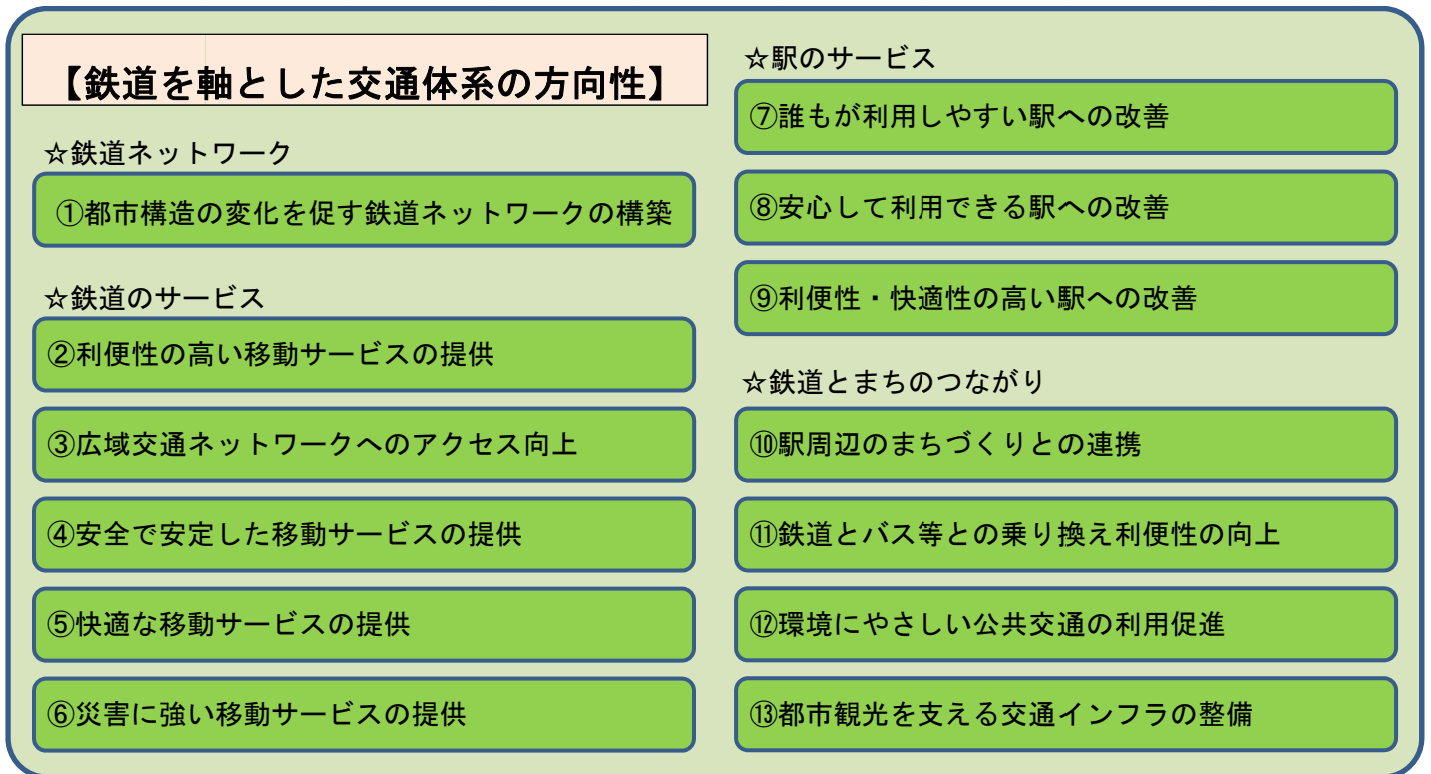 【鉄道を軸とした交通体系の方向性】
☆鉄道ネットワーク
①都市構造の変化を促す鉄道ネットワークの構築
☆鉄道のサービス
②利便性の高い移動サービスの提供
③広域交通ネットワークへのアクセス向上
④安全で安定した移動サービスの提供
⑤快適な移動サービスの提供
⑥災害に強い移動サービスの提供
☆駅のサービス
⑦誰もが利用しやすい駅への改善
⑧安心して利用できる駅への改善
⑨利便性・快適性の高い駅への改善
☆鉄道とまちのつながり
⑩駅周辺のまちづくりとの連携
⑪鉄道とバス等との乗り換え利便性の向上
⑫環境にやさしい公共交通の利用促進
⑬都市観光を支える交通インフラの整備